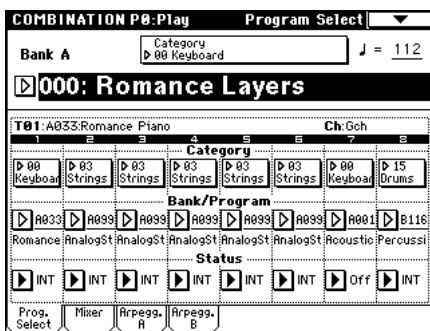 COMBINATION P0:Play Program Select
Bank A Category 00 Keyboard ♩ = 112
000: Romance Layers
T01:A033:Romance Piano Ch:Gch
1 2 3 4 5 6 7 8
Category
00 Keyboar 03 Strings 03 Strings 03 Strings 03 Strings 03 Strings 00 Keyboar 15 Drums
Bank/Program
A033 A099 A099 A099 A099 A099 A001 B116
Romance AnalogSt AnalogSt AnalogSt AnalogSt AnalogSt Acoustic Percussi
Status
INT INT INT INT INT INT Off INT
Prog. Select Mixer Arpegg. A Arpegg. B